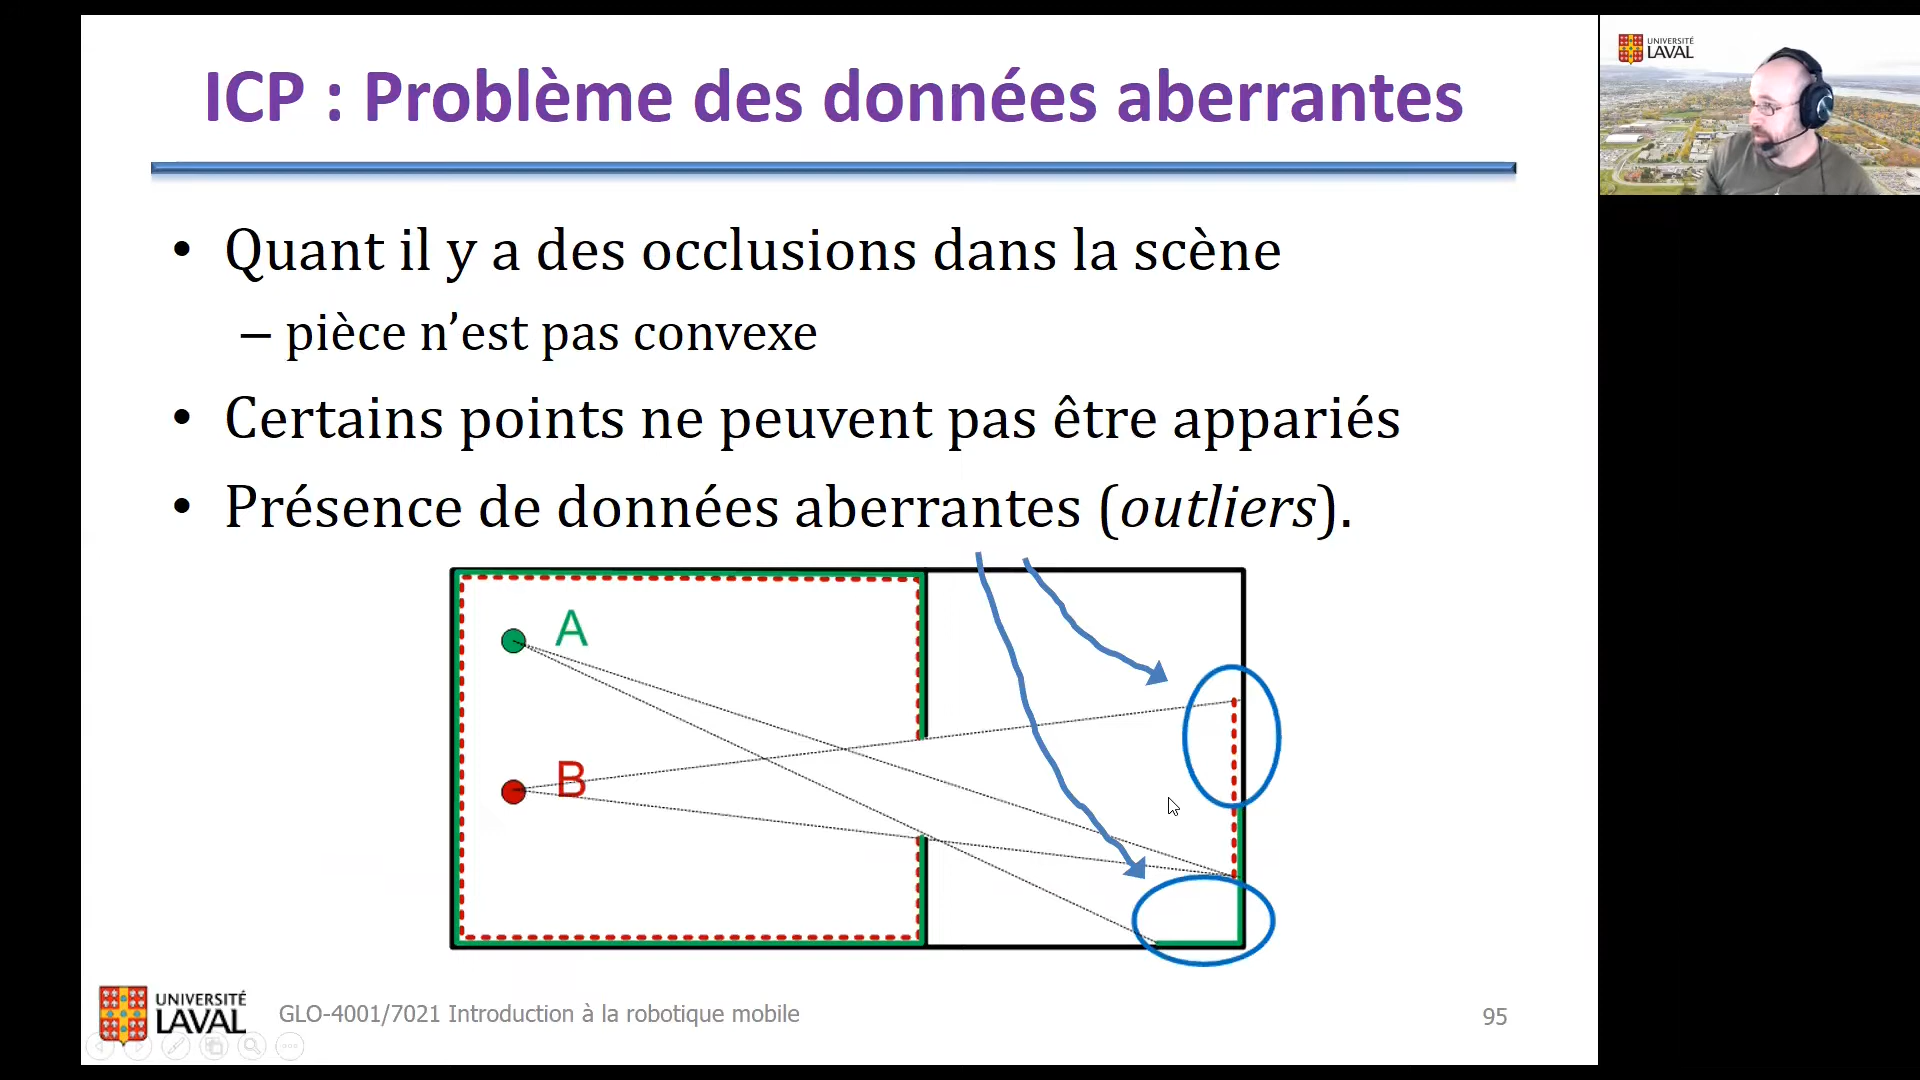 ICP : Problème des données aberrantes
UNIVERSITÉ
LAVAL
• Quant il y a des occlusions dans la scène
– pièce n’est pas convexe
• Certains points ne peuvent pas être appariés
• Présence de données aberrantes (outliers).
A
B
UNIVERSITÉ
LAVAL
GLO-4001/7021 Introduction à la robotique mobile
95